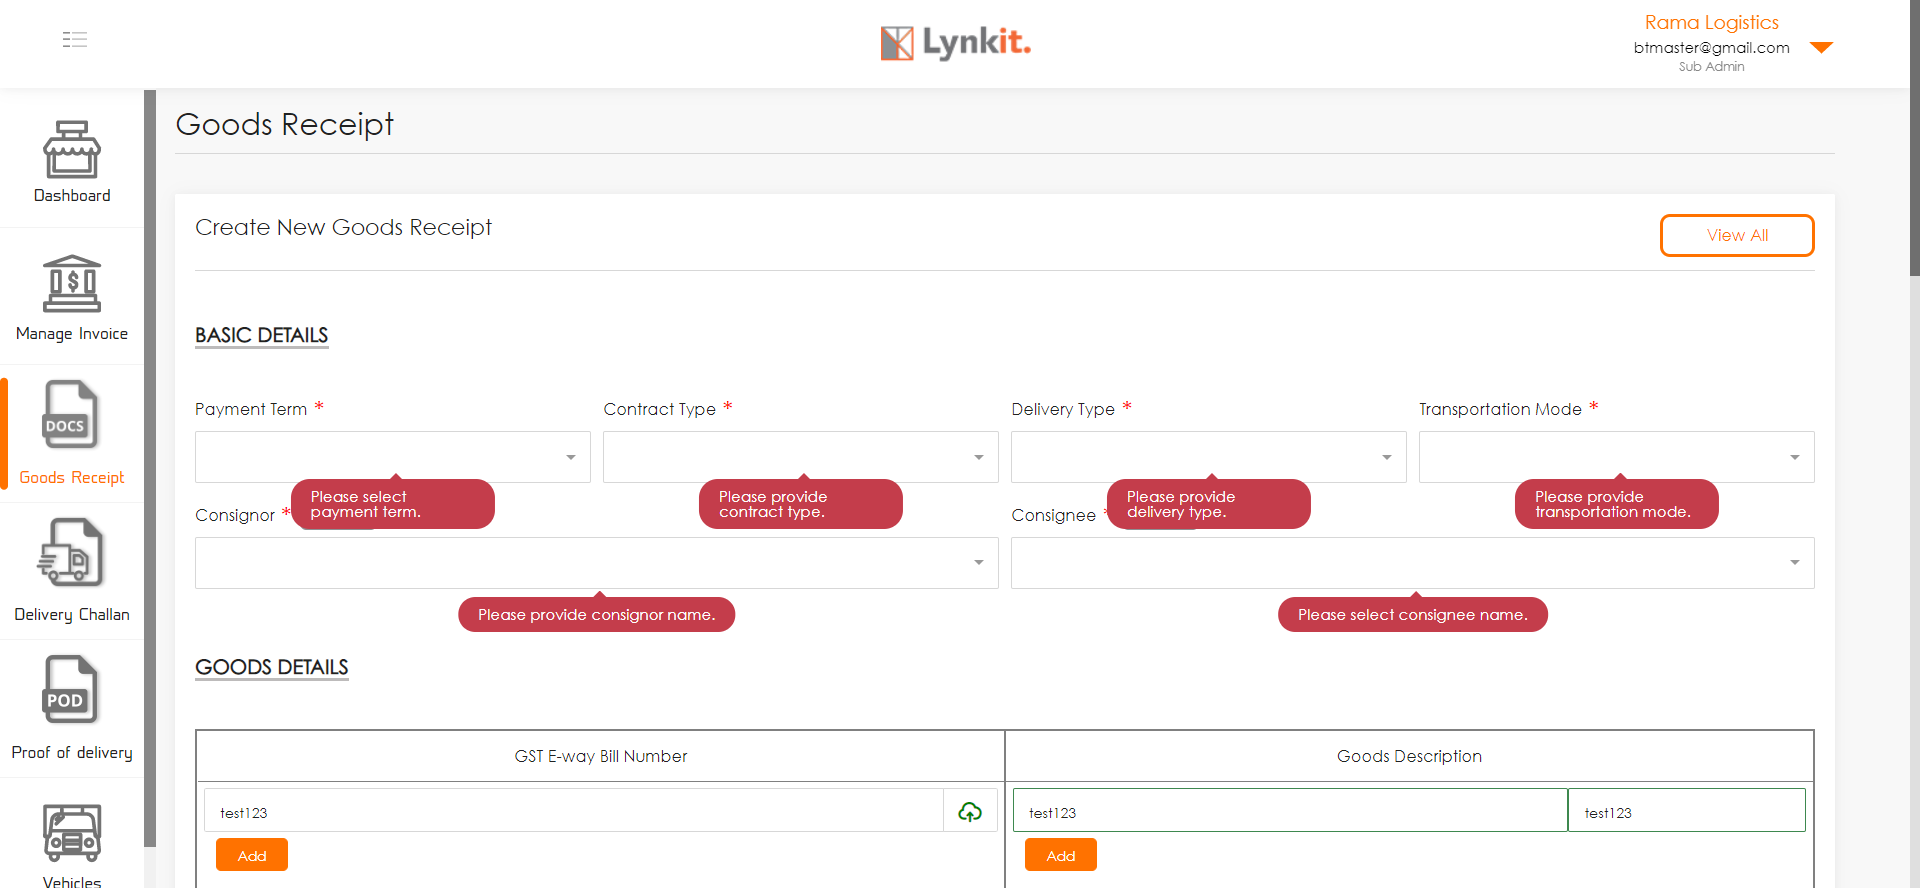 Lynkit.
Rama Logistics
btmaster@gmail.com
Sub Admin
Dashboard
Manage Invoice
DOCS
Goods Receipt
Delivery Challan
POD
Proof of delivery
Vehicles
Goods Receipt
Create New Goods Receipt
View All
BASIC DETAILS
Payment Term *
Contract Type *
Delivery Type *
Transportation Mode *
Please select
payment term.
Please provide
contract type.
Please provide
delivery type.
Please provide
transportation mode.
Consignor *
Consignee *
Please provide consignor name.
Please select consignee name.
GOODS DETAILS
GST E-way Bill Number
Goods Description
test123
test123
test123
Add
Add